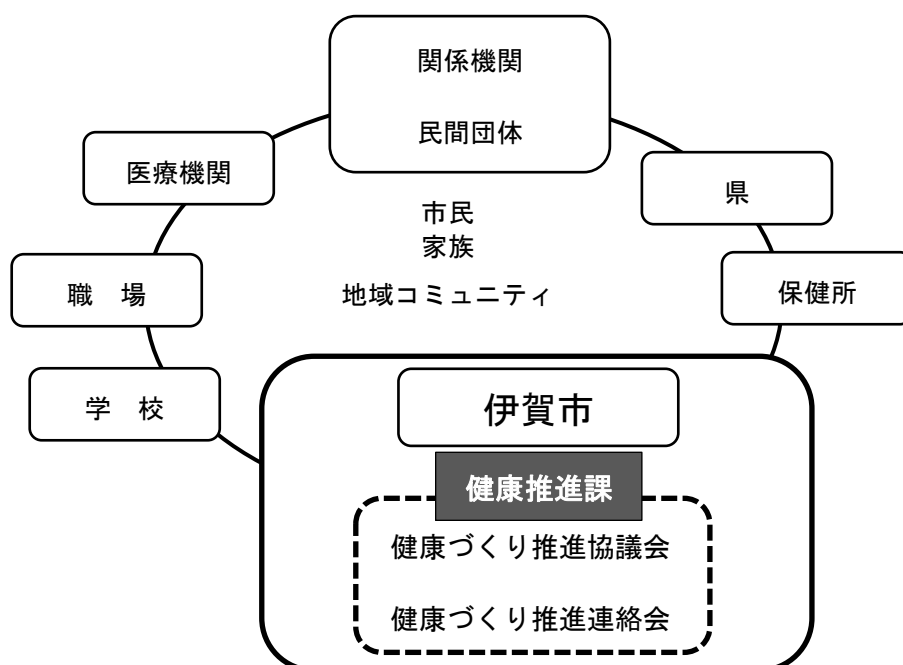 関係機関
民間団体
医療機関
県
市民
家族
職　場
地域コミュニティ
保健所
学　校
伊賀市
健康推進課
健康づくり推進協議会
健康づくり推進連絡会